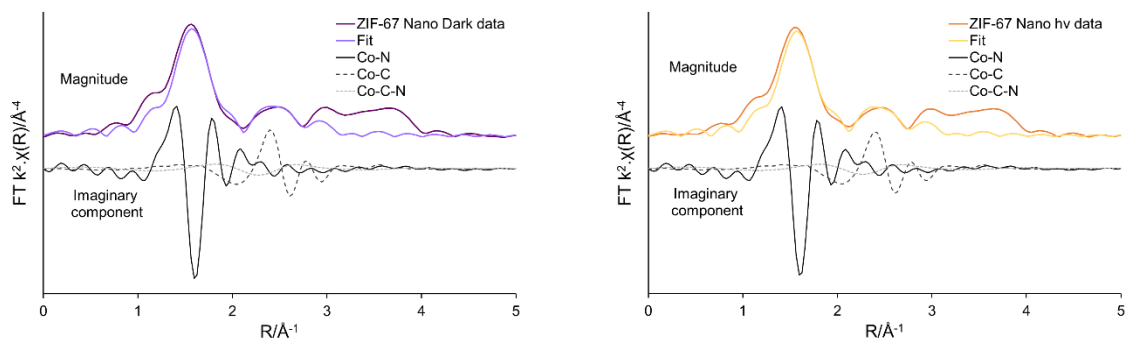 ZIF-67 Nano Dark data
Fit
Co-N
Co-C
Co-C-N
Magnitude
Imaginary
component
FT k².χ(R)/Å⁻⁴
0 1 2 3 4 5
R/Å⁻¹
ZIF-67 Nano hv data
Fit
Co-N
Co-C
Co-C-N
Magnitude
Imaginary
component
FT k².χ(R)/Å⁻⁴
0 1 2 3 4 5
R/Å⁻¹